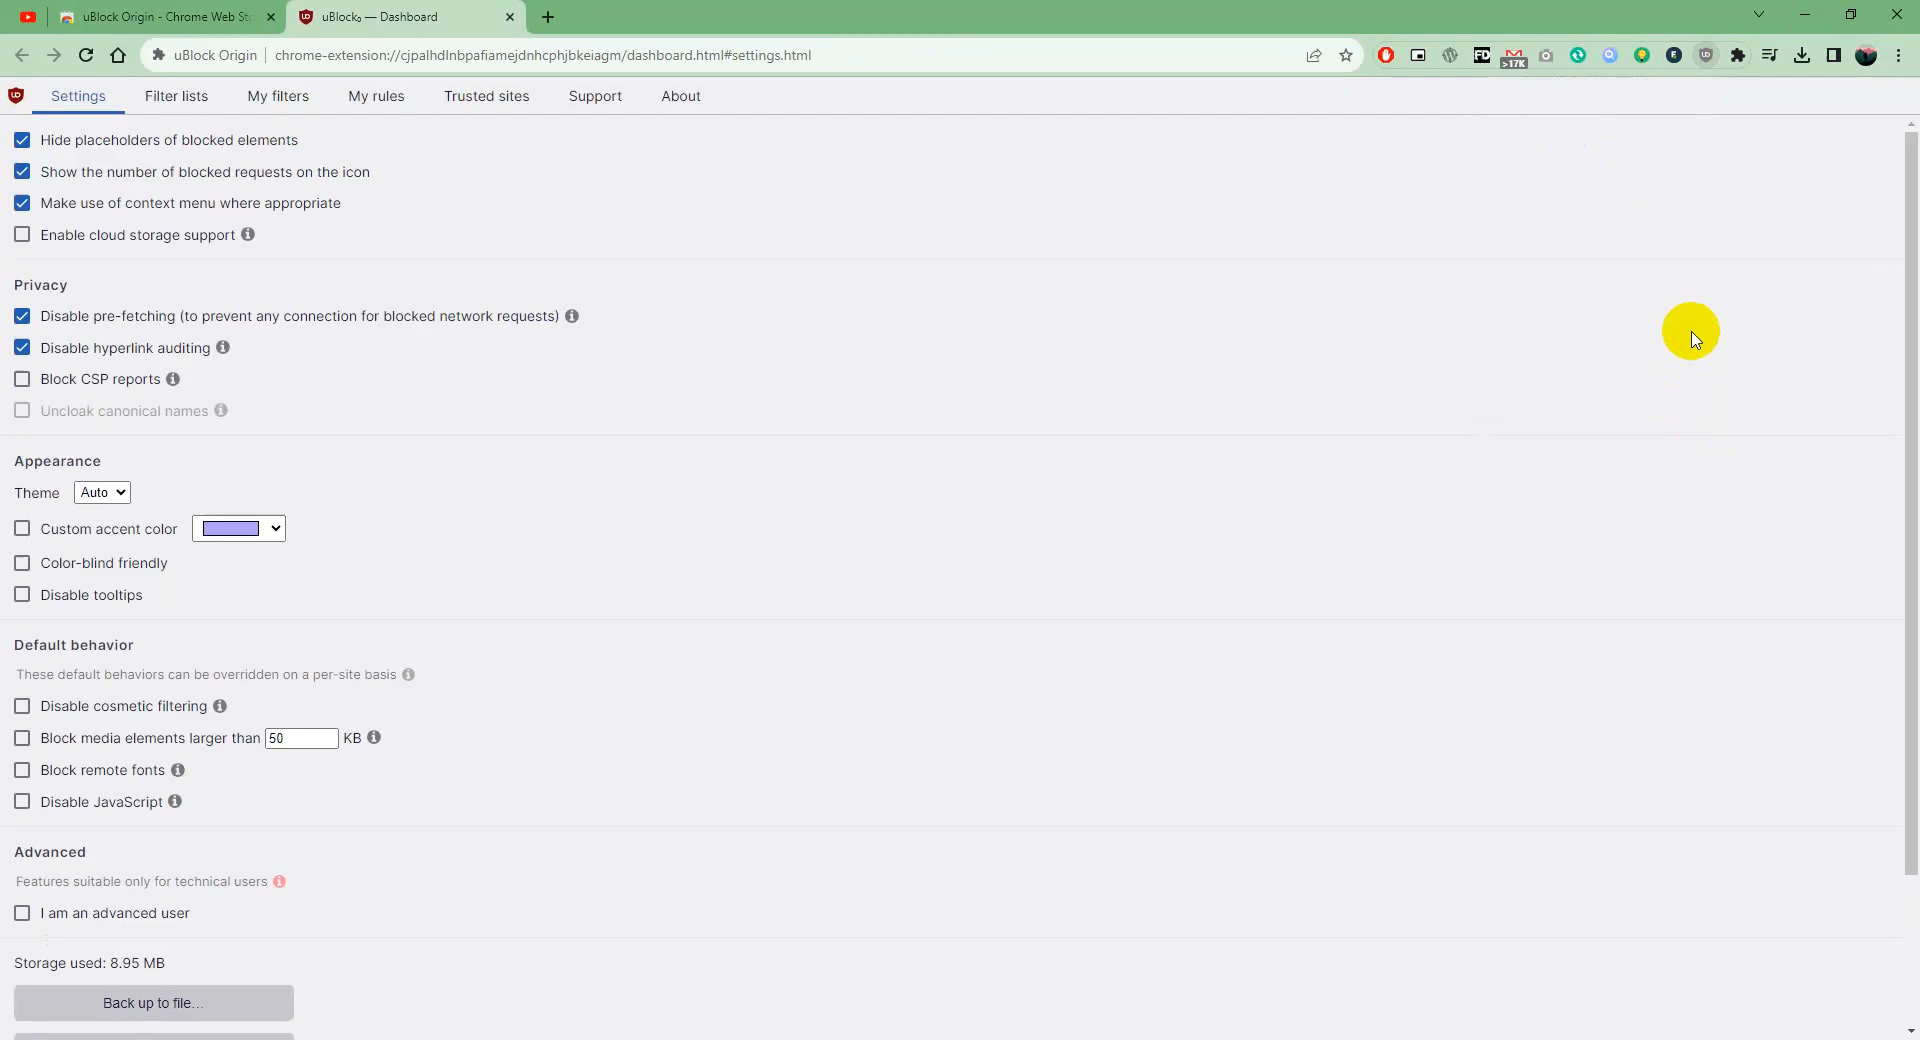 uBlock Origin - Chrome Web Sto
uBlock₀ — Dashboard
uBlock Origin
chrome-extension://cjpalhdlnbpafiamejdnhcphjbkeiagm/dashboard.html#settings.html
FD
>17K
Settings
Filter lists
My filters
My rules
Trusted sites
Support
About
Hide placeholders of blocked elements
Show the number of blocked requests on the icon
Make use of context menu where appropriate
Enable cloud storage support
Privacy
Disable pre-fetching (to prevent any connection for blocked network requests)
Disable hyperlink auditing
Block CSP reports
Uncloak canonical names
Appearance
Theme Auto
Custom accent color
Color-blind friendly
Disable tooltips
Default behavior
These default behaviors can be overridden on a per-site basis
Disable cosmetic filtering
Block media elements larger than 50 KB
Block remote fonts
Disable JavaScript
Advanced
Features suitable only for technical users
I am an advanced user
Storage used: 8.95 MB
Back up to file…